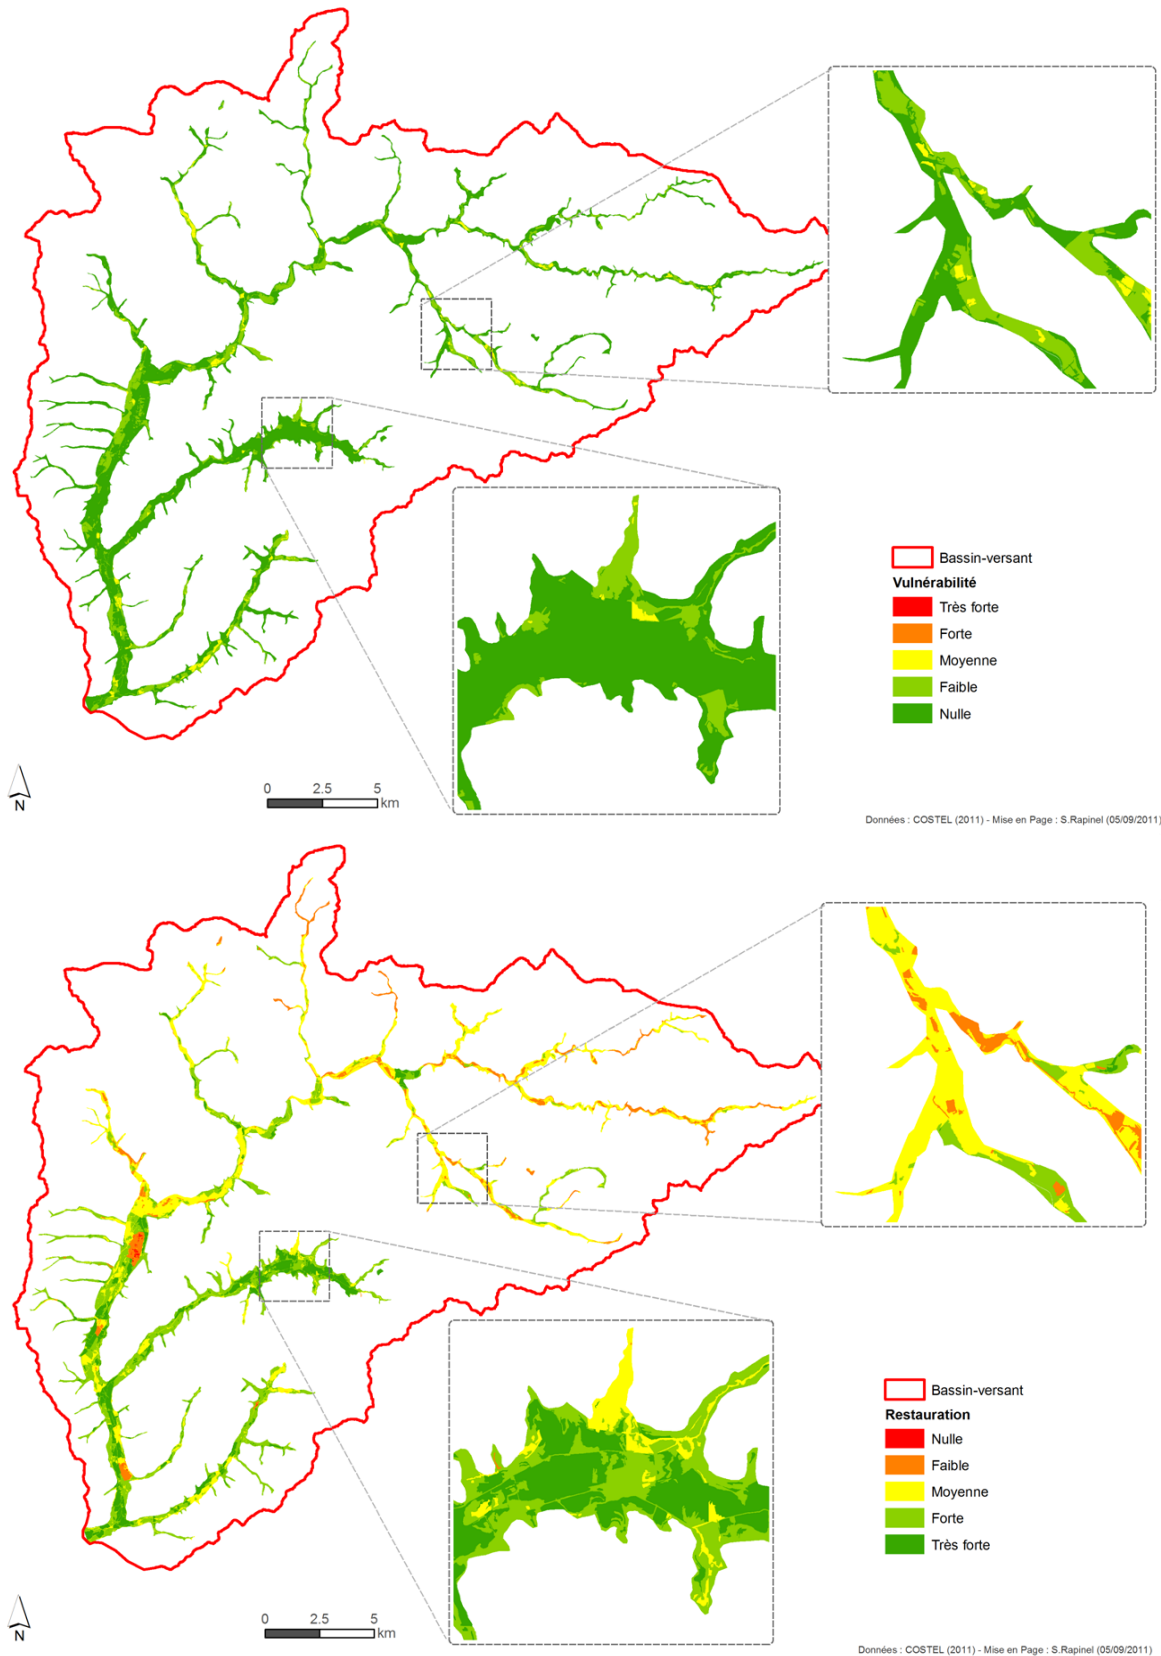 Bassin-versant
Vulnérabilité
Très forte
Forte
Moyenne
Faible
Nulle
0 2.5 5
km
N
Données : COSTEL (2011) - Mise en Page : S.Rapinel (05/09/2011)
Bassin-versant
Restauration
Nulle
Faible
Moyenne
Forte
Très forte
0 2.5 5
km
N
Données : COSTEL (2011) - Mise en Page : S.Rapinel (05/09/2011)